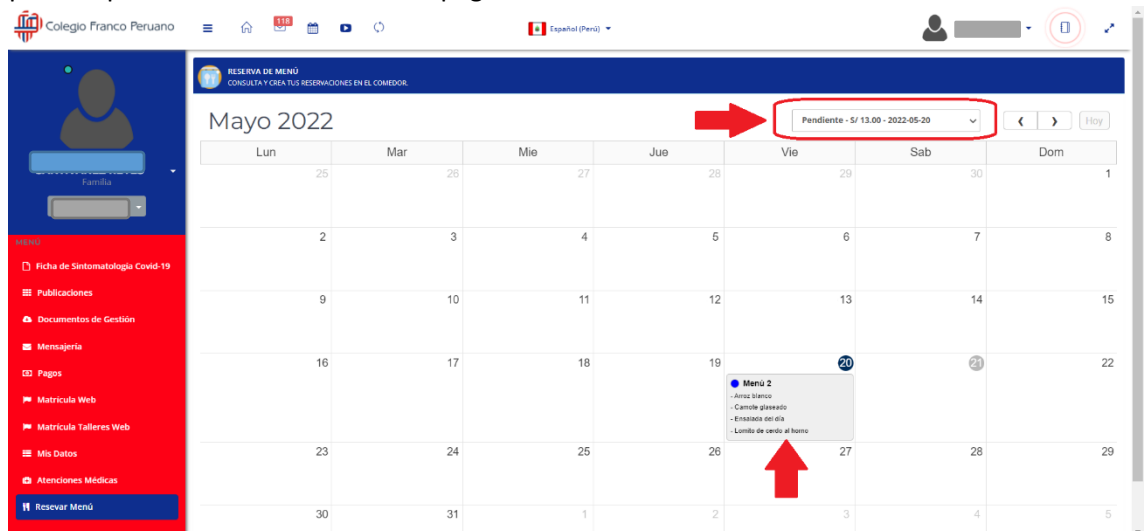 Colegio Franco Peruano
118
Español (Perú)
RESERVA DE MENÚ
CONSULTA Y CREA TUS RESERVACIONES EN EL COMEDOR.
Mayo 2022
Pendiente - S/ 13.00 - 2022-05-20
Hoy
Lun Mar Mie Jue Vie Sab Dom
25 26 27 28 29 30 1
2 3 4 5 6 7 8
9 10 11 12 13 14 15
16 17 18 19 20 21 22
Menú 2
- Arroz blanco
- Camote glaseado
- Ensalada del día
- Lomito de cerdo al horno
23 24 25 26 27 28 29
30 31 1 2 3 4 5
Familia
MENÚ
Ficha de Sintomatología Covid-19
Publicaciones
Documentos de Gestión
Mensajería
Pagos
Matrícula Web
Matrícula Talleres Web
Mis Datos
Atenciones Médicas
Resevar Menú